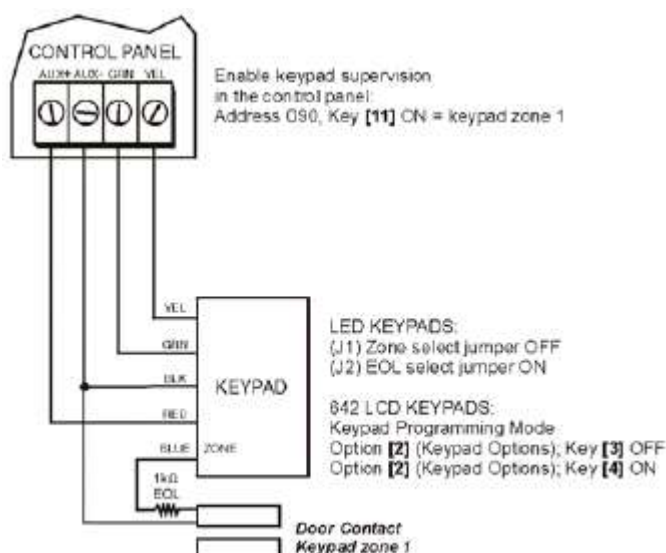 CONTROL PANEL
AUX+ AUX- GRN YEL
Enable keypad supervision
in the control panel:
Address 090, Key [11] ON = keypad zone 1
YEL
GRN
BLK
RED
BLUE
ZONE
KEYPAD
LED KEYPADS:
(J1) Zone select jumper OFF
(J2) EOL select jumper ON
642 LCD KEYPADS:
Keypad Programming Mode
Option [2] (Keypad Options); Key [3] OFF
Option [2] (Keypad Options); Key [4] ON
1kΩ
EOL
Door Contact
Keypad zone 1